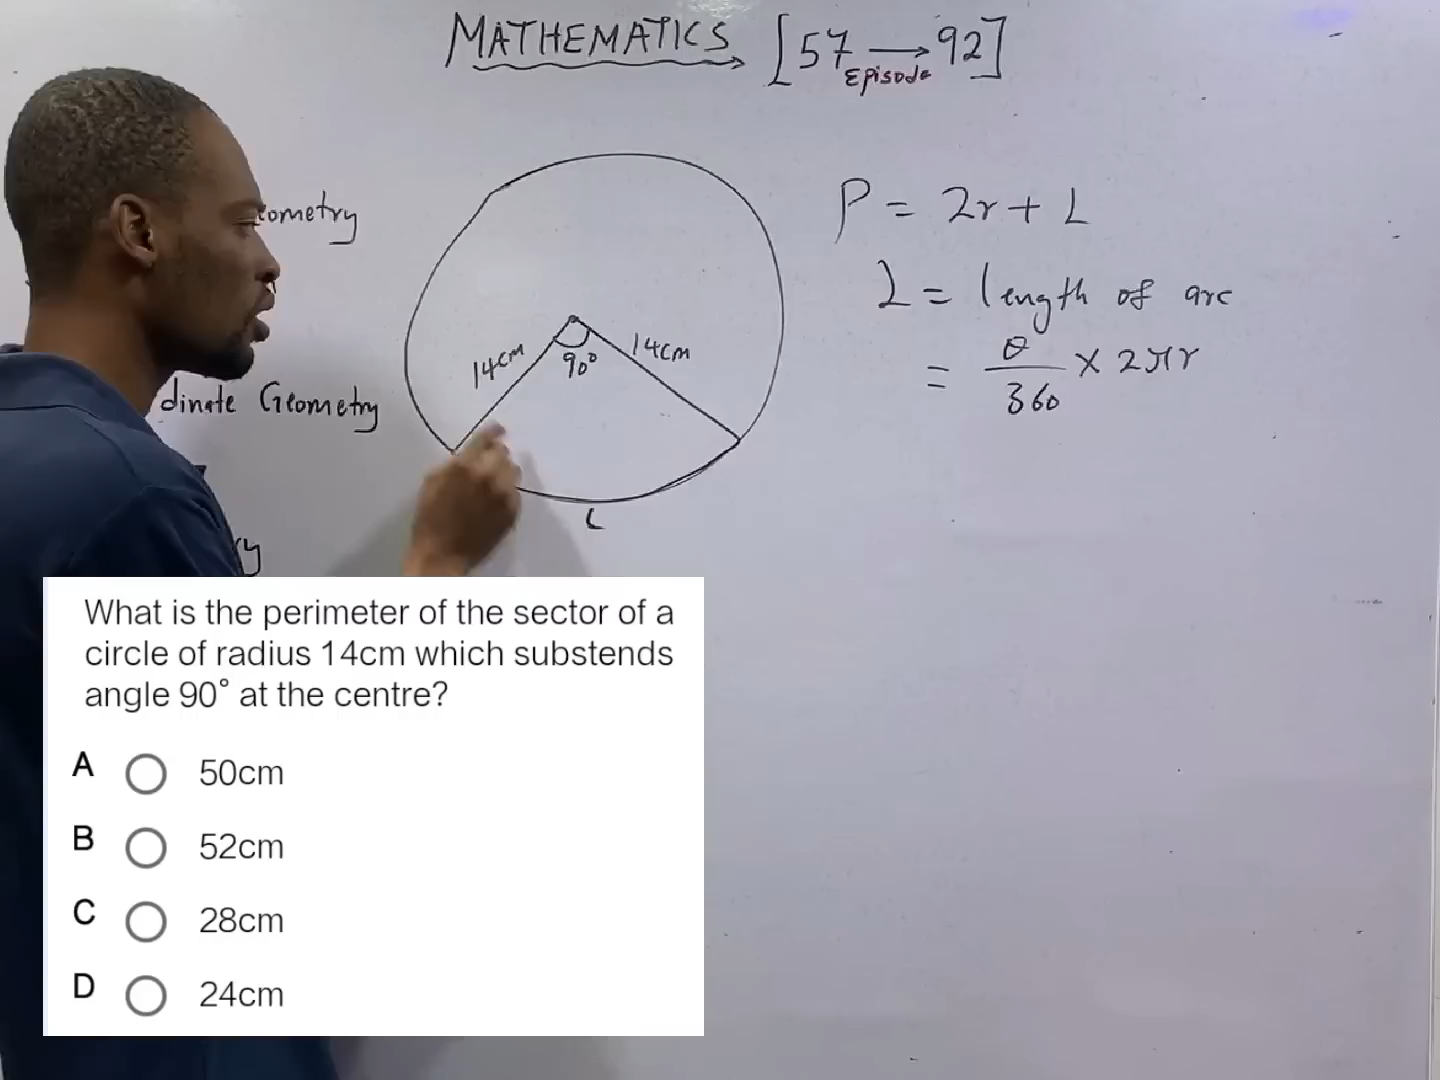 MATHEMATICS [57 → 92]
Episode
ometry
P = 2r + L
L = length of arc
= θ/360 × 2πr
14cm
90°
14cm
dinate Geometry
L
y
What is the perimeter of the sector of a
circle of radius 14cm which substends
angle 90° at the centre?
A 50cm
B 52cm
C 28cm
D 24cm